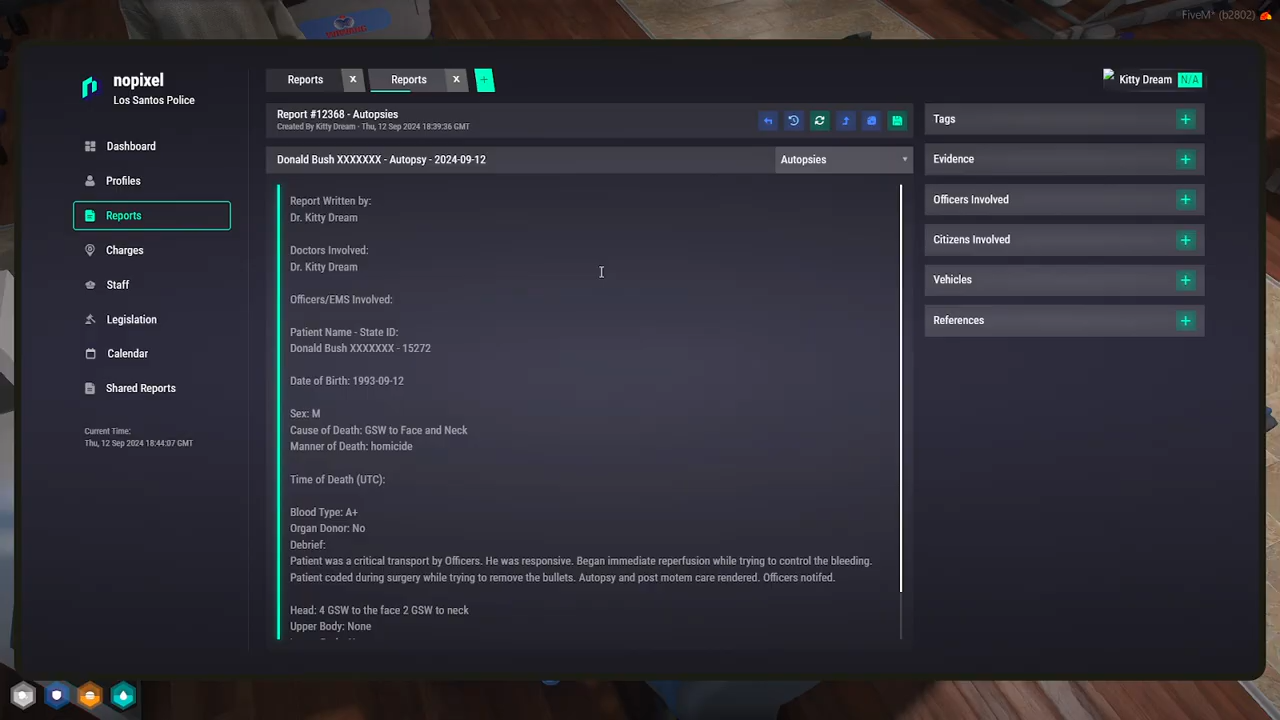 FiveM* (b2802)
nopixel
Los Santos Police
Dashboard
Profiles
Reports
Charges
Staff
Legislation
Calendar
Shared Reports
Current Time:
Thu, 12 Sep 2024 18:44:07 GMT
Reports x Reports x +
Report #12368 - Autopsies
Created By Kitty Dream - Thu, 12 Sep 2024 18:39:36 GMT
Donald Bush XXXXXXX - Autopsy - 2024-09-12 Autopsies
Report Written by:
Dr. Kitty Dream
Doctors Involved:
Dr. Kitty Dream
Officers/EMS Involved:
Patient Name - State ID:
Donald Bush XXXXXXX - 15272
Date of Birth: 1993-09-12
Sex: M
Cause of Death: GSW to Face and Neck
Manner of Death: homicide
Time of Death (UTC):
Blood Type: A+
Organ Donor: No
Debrief:
Patient was a critical transport by Officers. He was responsive. Began immediate reperfusion while trying to control the bleeding.
Patient coded during surgery while trying to remove the bullets. Autopsy and post motem care rendered. Officers notifed.
Head: 4 GSW to the face 2 GSW to neck
Upper Body: None
Kitty Dream N/A
Tags +
Evidence +
Officers Involved +
Citizens Involved +
Vehicles +
References +